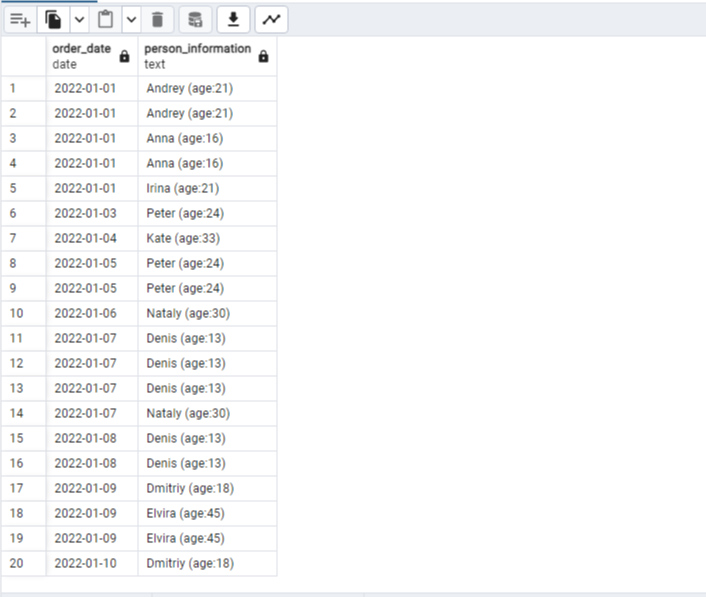 order_date person_information
date text
1 2022-01-01 Andrey (age:21)
2 2022-01-01 Andrey (age:21)
3 2022-01-01 Anna (age:16)
4 2022-01-01 Anna (age:16)
5 2022-01-01 Irina (age:21)
6 2022-01-03 Peter (age:24)
7 2022-01-04 Kate (age:33)
8 2022-01-05 Peter (age:24)
9 2022-01-05 Peter (age:24)
10 2022-01-06 Nataly (age:30)
11 2022-01-07 Denis (age:13)
12 2022-01-07 Denis (age:13)
13 2022-01-07 Denis (age:13)
14 2022-01-07 Nataly (age:30)
15 2022-01-08 Denis (age:13)
16 2022-01-08 Denis (age:13)
17 2022-01-09 Dmitriy (age:18)
18 2022-01-09 Elvira (age:45)
19 2022-01-09 Elvira (age:45)
20 2022-01-10 Dmitriy (age:18)